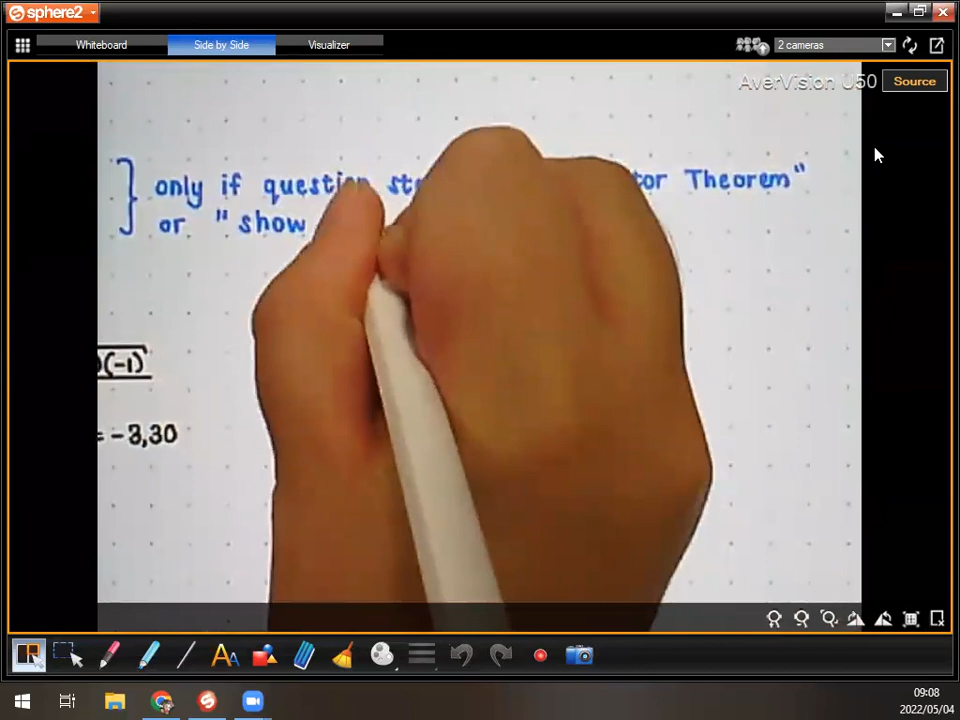 sphere2
Whiteboard
Side by Side
Visualizer
2 cameras
AverVision U50
Source
} only if question tor Theorem"
or " show
)(-1)
= -3,30
09:08
2022/05/04